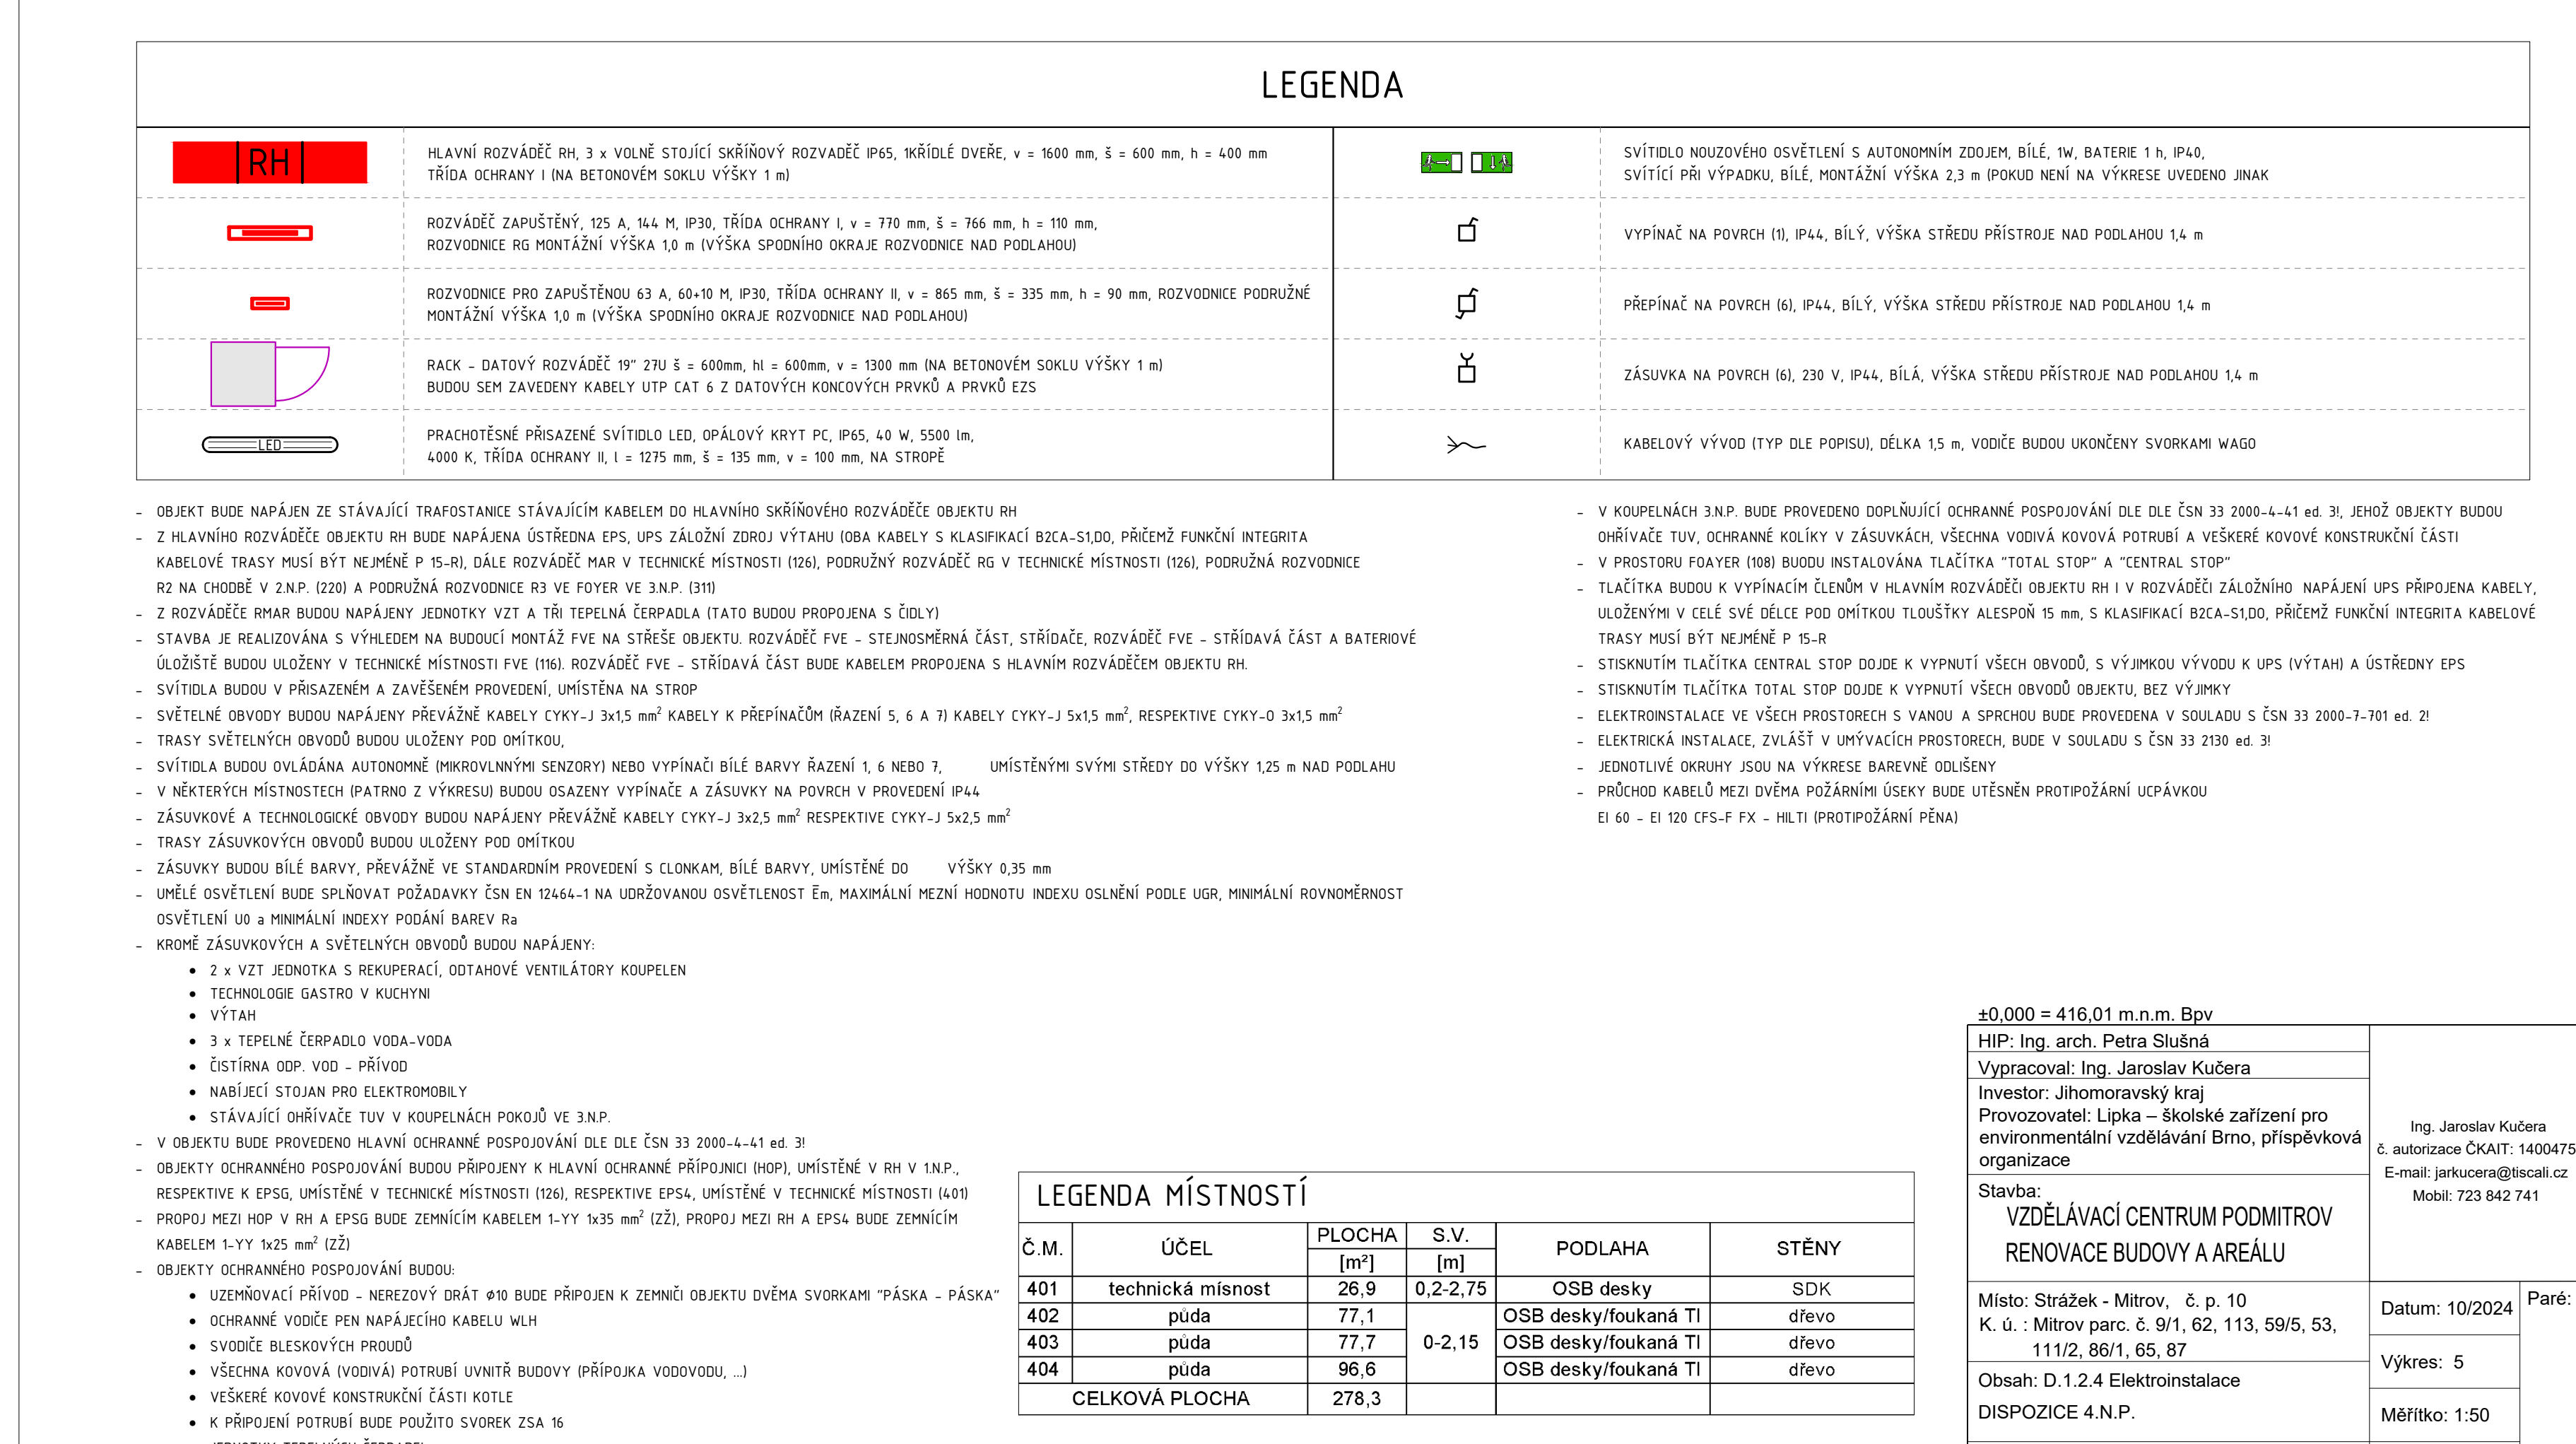 LEGENDA
RH
HLAVNÍ ROZVÁDĚČ RH, 3 x VOLNĚ STOJÍCÍ SKŘÍŇOVÝ ROZVADĚČ IP65, 1KŘÍDLÉ DVEŘE, v = 1600 mm, š = 600 mm, h = 400 mm
TŘÍDA OCHRANY I (NA BETONOVÉM SOKLU VÝŠKY 1 m)
ROZVÁDĚČ ZAPUŠTĚNÝ, 125 A, 144 M, IP30, TŘÍDA OCHRANY I, v = 770 mm, š = 766 mm, h = 110 mm,
ROZVODNICE RG MONTÁŽNÍ VÝŠKA 1,0 m (VÝŠKA SPODNÍHO OKRAJE ROZVODNICE NAD PODLAHOU)
ROZVODNICE PRO ZAPUŠTĚNOU 63 A, 60+10 M, IP30, TŘÍDA OCHRANY II, v = 865 mm, š = 335 mm, h = 90 mm, ROZVODNICE PODRUŽNÉ
MONTÁŽNÍ VÝŠKA 1,0 m (VÝŠKA SPODNÍHO OKRAJE ROZVODNICE NAD PODLAHOU)
RACK - DATOVÝ ROZVÁDĚČ 19" 27U š = 600mm, hl = 600mm, v = 1300 mm (NA BETONOVÉM SOKLU VÝŠKY 1 m)
BUDOU SEM ZAVEDENY KABELY UTP CAT 6 Z DATOVÝCH KONCOVÝCH PRVKŮ A PRVKŮ EZS
LED
PRACHOTĚSNÉ PŘISAZENÉ SVÍTIDLO LED, OPÁLOVÝ KRYT PC, IP65, 40 W, 5500 lm,
4000 K, TŘÍDA OCHRANY II, l = 1275 mm, š = 135 mm, v = 100 mm, NA STROPĚ
SVÍTIDLO NOUZOVÉHO OSVĚTLENÍ S AUTONOMNÍM ZDOJEM, BÍLÉ, 1W, BATERIE 1 h, IP40,
SVÍTÍCÍ PŘI VÝPADKU, BÍLÉ, MONTÁŽNÍ VÝŠKA 2,3 m (POKUD NENÍ NA VÝKRESE UVEDENO JINAK
VYPÍNAČ NA POVRCH (1), IP44, BÍLÝ, VÝŠKA STŘEDU PŘÍSTROJE NAD PODLAHOU 1,4 m
PŘEPÍNAČ NA POVRCH (6), IP44, BÍLÝ, VÝŠKA STŘEDU PŘÍSTROJE NAD PODLAHOU 1,4 m
ZÁSUVKA NA POVRCH (6), 230 V, IP44, BÍLÁ, VÝŠKA STŘEDU PŘÍSTROJE NAD PODLAHOU 1,4 m
KABELOVÝ VÝVOD (TYP DLE POPISU), DÉLKA 1,5 m, VODIČE BUDOU UKONČENY SVORKAMI WAGO
- OBJEKT BUDE NAPÁJEN ZE STÁVAJÍCÍ TRAFOSTANICE STÁVAJÍCÍM KABELEM DO HLAVNÍHO SKŘÍŇOVÉHO ROZVÁDĚČE OBJEKTU RH
- Z HLAVNÍHO ROZVÁDĚČE OBJEKTU RH BUDE NAPÁJENA ÚSTŘEDNA EPS, UPS ZÁLOŽNÍ ZDROJ VÝTAHU (OBA KABELY S KLASIFIKACÍ B2CA-S1,D0, PŘIČEMŽ FUNKČNÍ INTEGRITA
KABELOVÉ TRASY MUSÍ BÝT NEJMÉNĚ P 15-R), DÁLE ROZVÁDĚČ MAR V TECHNICKÉ MÍSTNOSTI (126), PODRUŽNÝ ROZVÁDĚČ RG V TECHNICKÉ MÍSTNOSTI (126), PODRUŽNÁ ROZVODNICE
R2 NA CHODBĚ V 2.N.P. (220) A PODRUŽNÁ ROZVODNICE R3 VE FOYER VE 3.N.P. (311)
- Z ROZVÁDĚČE RMAR BUDOU NAPÁJENY JEDNOTKY VZT A TŘI TEPELNÁ ČERPADLA (TATO BUDOU PROPOJENA S ČIDLY)
- STAVBA JE REALIZOVÁNA S VÝHLEDEM NA BUDOUCÍ MONTÁŽ FVE NA STŘEŠE OBJEKTU. ROZVÁDĚČ FVE - STEJNOSMĚRNÁ ČÁST, STŘÍDAČE, ROZVÁDĚČ FVE - STŘÍDAVÁ ČÁST A BATERIOVÉ
ÚLOŽIŠTĚ BUDOU ULOŽENY V TECHNICKÉ MÍSTNOSTI FVE (116). ROZVÁDĚČ FVE - STŘÍDAVÁ ČÁST BUDE KABELEM PROPOJENA S HLAVNÍM ROZVÁDĚČEM OBJEKTU RH.
- SVÍTIDLA BUDOU V PŘISAZENÉM A ZAVĚŠENÉM PROVEDENÍ, UMÍSTĚNA NA STROP
- SVĚTELNÉ OBVODY BUDOU NAPÁJENY PŘEVÁŽNĚ KABELY CYKY-J 3x1,5 mm² KABELY K PŘEPÍNAČŮM (ŘAZENÍ 5, 6 A 7) KABELY CYKY-J 5x1,5 mm², RESPEKTIVE CYKY-O 3x1,5 mm²
- TRASY SVĚTELNÝCH OBVODŮ BUDOU ULOŽENY POD OMÍTKOU,
- SVÍTIDLA BUDOU OVLÁDÁNA AUTONOMNĚ (MIKROVLNNÝMI SENZORY) NEBO VYPÍNAČI BÍLÉ BARVY ŘAZENÍ 1, 6 NEBO 7, UMÍSTĚNÝMI SVÝMI STŘEDY DO VÝŠKY 1,25 m NAD PODLAHU
- V NĚKTERÝCH MÍSTNOSTECH (PATRNO Z VÝKRESU) BUDOU OSAZENY VYPÍNAČE A ZÁSUVKY NA POVRCH V PROVEDENÍ IP44
- ZÁSUVKOVÉ A TECHNOLOGICKÉ OBVODY BUDOU NAPÁJENY PŘEVÁŽNĚ KABELY CYKY-J 3x2,5 mm² RESPEKTIVE CYKY-J 5x2,5 mm²
- TRASY ZÁSUVKOVÝCH OBVODŮ BUDOU ULOŽENY POD OMÍTKOU
- ZÁSUVKY BUDOU BÍLÉ BARVY, PŘEVÁŽNĚ VE STANDARDNÍM PROVEDENÍ S CLONKAM, BÍLÉ BARVY, UMÍSTĚNÉ DO VÝŠKY 0,35 mm
- UMĚLÉ OSVĚTLENÍ BUDE SPLŇOVAT POŽADAVKY ČSN EN 12464-1 NA UDRŽOVANOU OSVĚTLENOST Ēm, MAXIMÁLNÍ MEZNÍ HODNOTU INDEXU OSLNĚNÍ PODLE UGR, MINIMÁLNÍ ROVNOMĚRNOST
OSVĚTLENÍ U0 a MINIMÁLNÍ INDEXY PODÁNÍ BAREV Ra
- KROMĚ ZÁSUVKOVÝCH A SVĚTELNÝCH OBVODŮ BUDOU NAPÁJENY:
• 2 x VZT JEDNOTKA S REKUPERACÍ, ODTAHOVÉ VENTILÁTORY KOUPELEN
• TECHNOLOGIE GASTRO V KUCHYNI
• VÝTAH
• 3 x TEPELNÉ ČERPADLO VODA-VODA
• ČISTÍRNA ODP. VOD - PŘÍVOD
• NABÍJECÍ STOJAN PRO ELEKTROMOBILY
• STÁVAJÍCÍ OHŘÍVAČE TUV V KOUPELNÁCH POKOJŮ VE 3.N.P.
- V OBJEKTU BUDE PROVEDENO HLAVNÍ OCHRANNÉ POSPOJOVÁNÍ DLE DLE ČSN 33 2000-4-41 ed. 3!
- OBJEKTY OCHRANNÉHO POSPOJOVÁNÍ BUDOU PŘIPOJENY K HLAVNÍ OCHRANNÉ PŘÍPOJNICI (HOP), UMÍSTĚNÉ V RH V 1.N.P.,
RESPEKTIVE K EPSG, UMÍSTĚNÉ V TECHNICKÉ MÍSTNOSTI (126), RESPEKTIVE EPS4, UMÍSTĚNÉ V TECHNICKÉ MÍSTNOSTI (401)
- PROPOJ MEZI HOP V RH A EPSG BUDE ZEMNÍCÍM KABELEM 1-YY 1x35 mm² (ZŽ), PROPOJ MEZI RH A EPS4 BUDE ZEMNÍCÍM
KABELEM 1-YY 1x25 mm² (ZŽ)
- OBJEKTY OCHRANNÉHO POSPOJOVÁNÍ BUDOU:
• UZEMŇOVACÍ PŘÍVOD - NEREZOVÝ DRÁT ø10 BUDE PŘIPOJEN K ZEMNIČI OBJEKTU DVĚMA SVORKAMI "PÁSKA - PÁSKA"
• OCHRANNÉ VODIČE PEN NAPÁJECÍHO KABELU WLH
• SVODIČE BLESKOVÝCH PROUDŮ
• VŠECHNA KOVOVÁ (VODIVÁ) POTRUBÍ UVNITŘ BUDOVY (PŘÍPOJKA VODOVODU, ...)
• VEŠKERÉ KOVOVÉ KONSTRUKČNÍ ČÁSTI KOTLE
• K PŘIPOJENÍ POTRUBÍ BUDE POUŽITO SVOREK ZSA 16
- V KOUPELNÁCH 3.N.P. BUDE PROVEDENO DOPLŇUJÍCÍ OCHRANNÉ POSPOJOVÁNÍ DLE DLE ČSN 33 2000-4-41 ed. 3!, JEHOŽ OBJEKTY BUDOU
OHŘÍVAČE TUV, OCHRANNÉ KOLÍKY V ZÁSUVKÁCH, VŠECHNA VODIVÁ KOVOVÁ POTRUBÍ A VEŠKERÉ KOVOVÉ KONSTRUKČNÍ ČÁSTI
- V PROSTORU FOAYER (108) BUODU INSTALOVÁNA TLAČÍTKA "TOTAL STOP" A "CENTRAL STOP"
- TLAČÍTKA BUDOU K VYPÍNACÍM ČLENŮM V HLAVNÍM ROZVÁDĚČI OBJEKTU RH I V ROZVÁDĚČI ZÁLOŽNÍHO NAPÁJENÍ UPS PŘIPOJENA KABELY,
ULOŽENÝMI V CELÉ SVÉ DÉLCE POD OMÍTKOU TLOUŠŤKY ALESPOŇ 15 mm, S KLASIFIKACÍ B2CA-S1,D0, PŘIČEMŽ FUNKČNÍ INTEGRITA KABELOVÉ
TRASY MUSÍ BÝT NEJMÉNĚ P 15-R
- STISKNUTÍM TLAČÍTKA CENTRAL STOP DOJDE K VYPNUTÍ VŠECH OBVODŮ, S VÝJIMKOU VÝVODU K UPS (VÝTAH) A ÚSTŘEDNY EPS
- STISKNUTÍM TLAČÍTKA TOTAL STOP DOJDE K VYPNUTÍ VŠECH OBVODŮ OBJEKTU, BEZ VÝJIMKY
- ELEKTROINSTALACE VE VŠECH PROSTORECH S VANOU A SPRCHOU BUDE PROVEDENA V SOULADU S ČSN 33 2000-7-701 ed. 2!
- ELEKTRICKÁ INSTALACE, ZVLÁŠŤ V UMÝVACÍCH PROSTORECH, BUDE V SOULADU S ČSN 33 2130 ed. 3!
- JEDNOTLIVÉ OKRUHY JSOU NA VÝKRESE BAREVNĚ ODLIŠENY
- PRŮCHOD KABELŮ MEZI DVĚMA POŽÁRNÍMI ÚSEKY BUDE UTĚSNĚN PROTIPOŽÁRNÍ UCPÁVKOU
EI 60 - EI 120 CFS-F FX - HILTI (PROTIPOŽÁRNÍ PĚNA)
LEGENDA MÍSTNOSTÍ
Č.M. ÚČEL PLOCHA [m²] S.V. [m] PODLAHA STĚNY
401 technická mísnost 26,9 0,2-2,75 OSB desky SDK
402 půda 77,1 OSB desky/foukaná TI dřevo
403 půda 77,7 0-2,15 OSB desky/foukaná TI dřevo
404 půda 96,6 OSB desky/foukaná TI dřevo
CELKOVÁ PLOCHA 278,3
±0,000 = 416,01 m.n.m. Bpv
HIP: Ing. arch. Petra Slušná
Vypracoval: Ing. Jaroslav Kučera
Investor: Jihomoravský kraj
Provozovatel: Lipka – školské zařízení pro
environmentální vzdělávání Brno, příspěvková
organizace
Ing. Jaroslav Kučera
č. autorizace ČKAIT: 1400475
E-mail: jarkucera@tiscali.cz
Mobil: 723 842 741
Stavba:
VZDĚLÁVACÍ CENTRUM PODMITROV
RENOVACE BUDOVY A AREÁLU
Místo: Strážek - Mitrov, č. p. 10
K. ú. : Mitrov parc. č. 9/1, 62, 113, 59/5, 53,
111/2, 86/1, 65, 87
Datum: 10/2024
Paré:
Výkres: 5
Obsah: D.1.2.4 Elektroinstalace
DISPOZICE 4.N.P.
Měřítko: 1:50